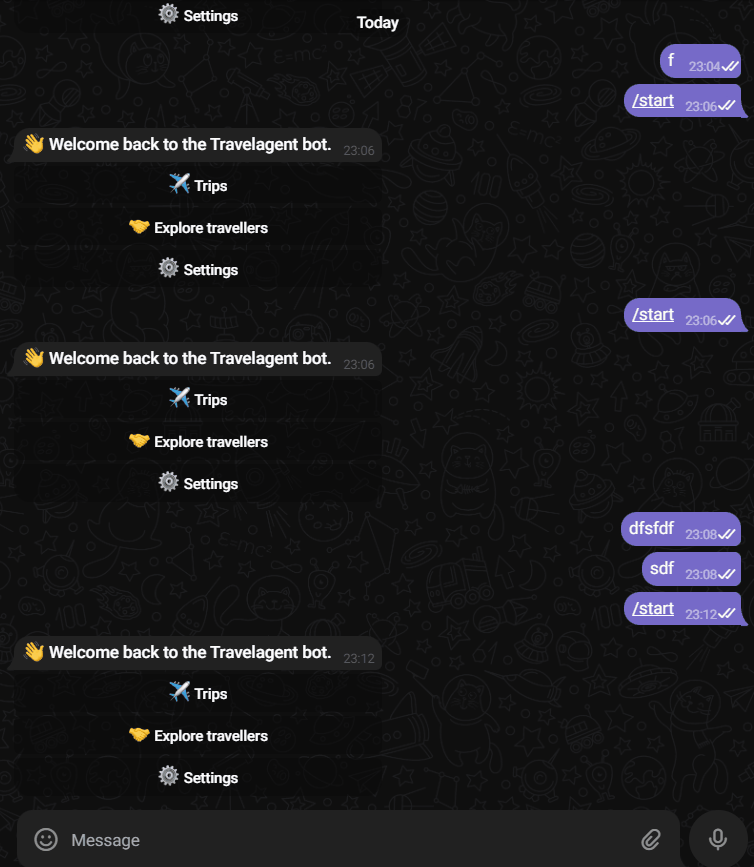 ⚙️ Settings
Today
f 23:04
/start 23:06
👋 Welcome back to the Travelagent bot. 23:06
✈️ Trips
🤝 Explore travellers
⚙️ Settings
/start 23:06
👋 Welcome back to the Travelagent bot. 23:06
✈️ Trips
🤝 Explore travellers
⚙️ Settings
dfsfdf 23:08
sdf 23:08
/start 23:12
👋 Welcome back to the Travelagent bot. 23:12
✈️ Trips
🤝 Explore travellers
⚙️ Settings
Message